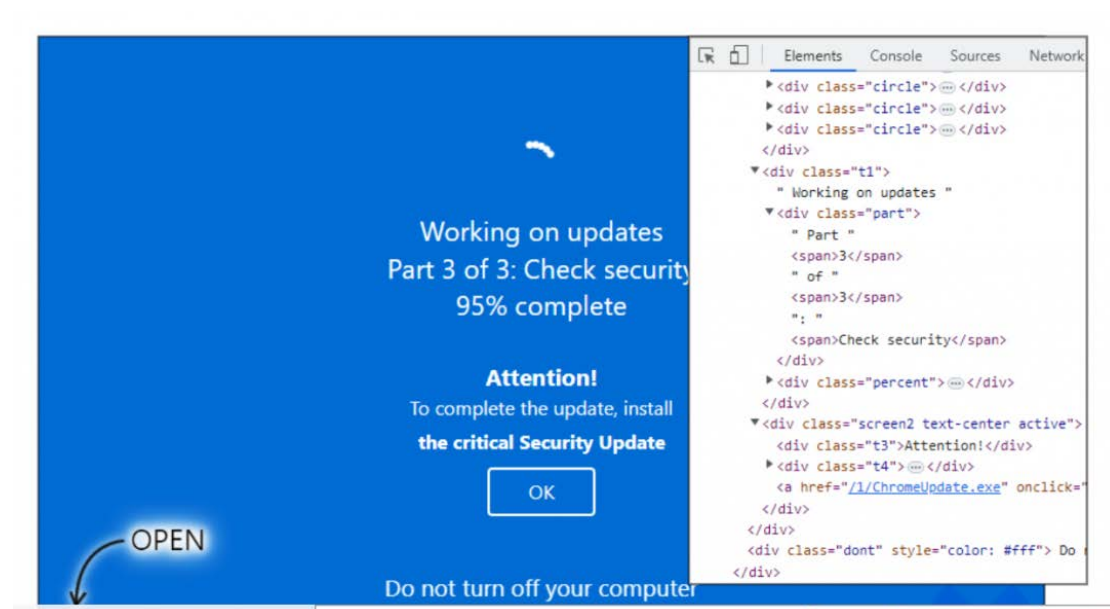 Working on updates
Part 3 of 3: Check security
95% complete
Attention!
To complete the update, install
the critical Security Update
OK
OPEN
Do not turn off your computer
Elements Console Sources Network
<div class="circle"> </div>
<div class="circle"> </div>
<div class="circle"> </div>
</div>
<div class="t1">
" Working on updates "
<div class="part">
" Part "
<span>3</span>
" of "
<span>3</span>
": "
<span>Check security</span>
</div>
<div class="percent"> </div>
</div>
<div class="screen2 text-center active">
<div class="t3">Attention!</div>
<div class="t4"> </div>
<a href="/1/ChromeUpdate.exe" onclick="
</div>
</div>
<div class="dont" style="color: #fff"> Do
</div>